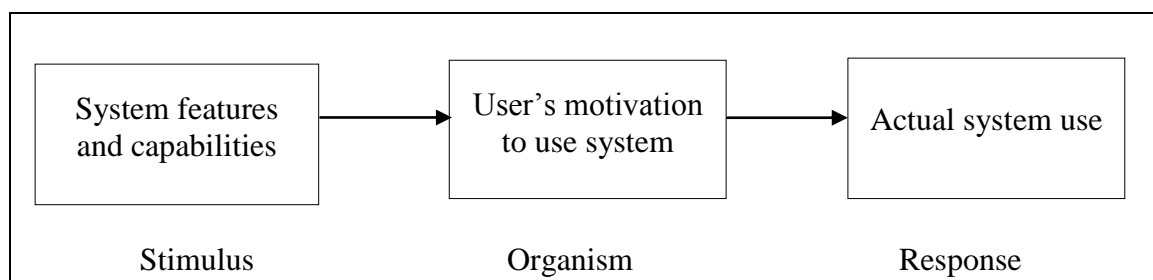 System features
and capabilities
User’s motivation
to use system
Actual system use
Stimulus
Organism
Response